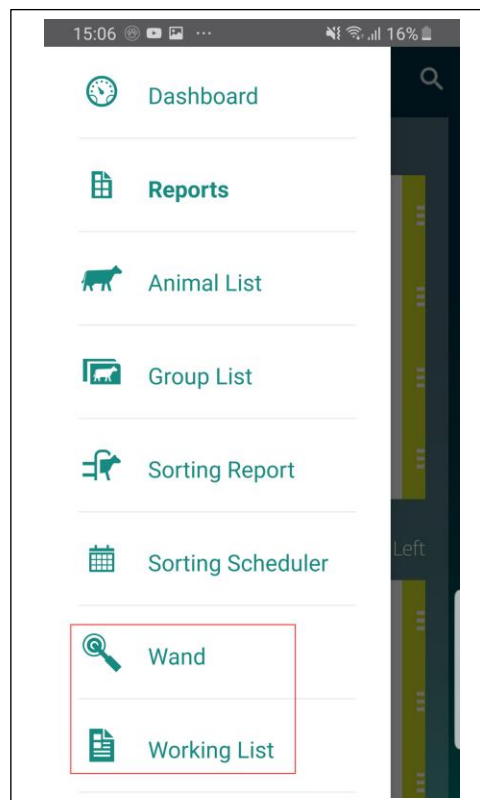 15:06 ... 16%
Dashboard
Reports
Animal List
Group List
Sorting Report
Sorting Scheduler
Left
Wand
Working List